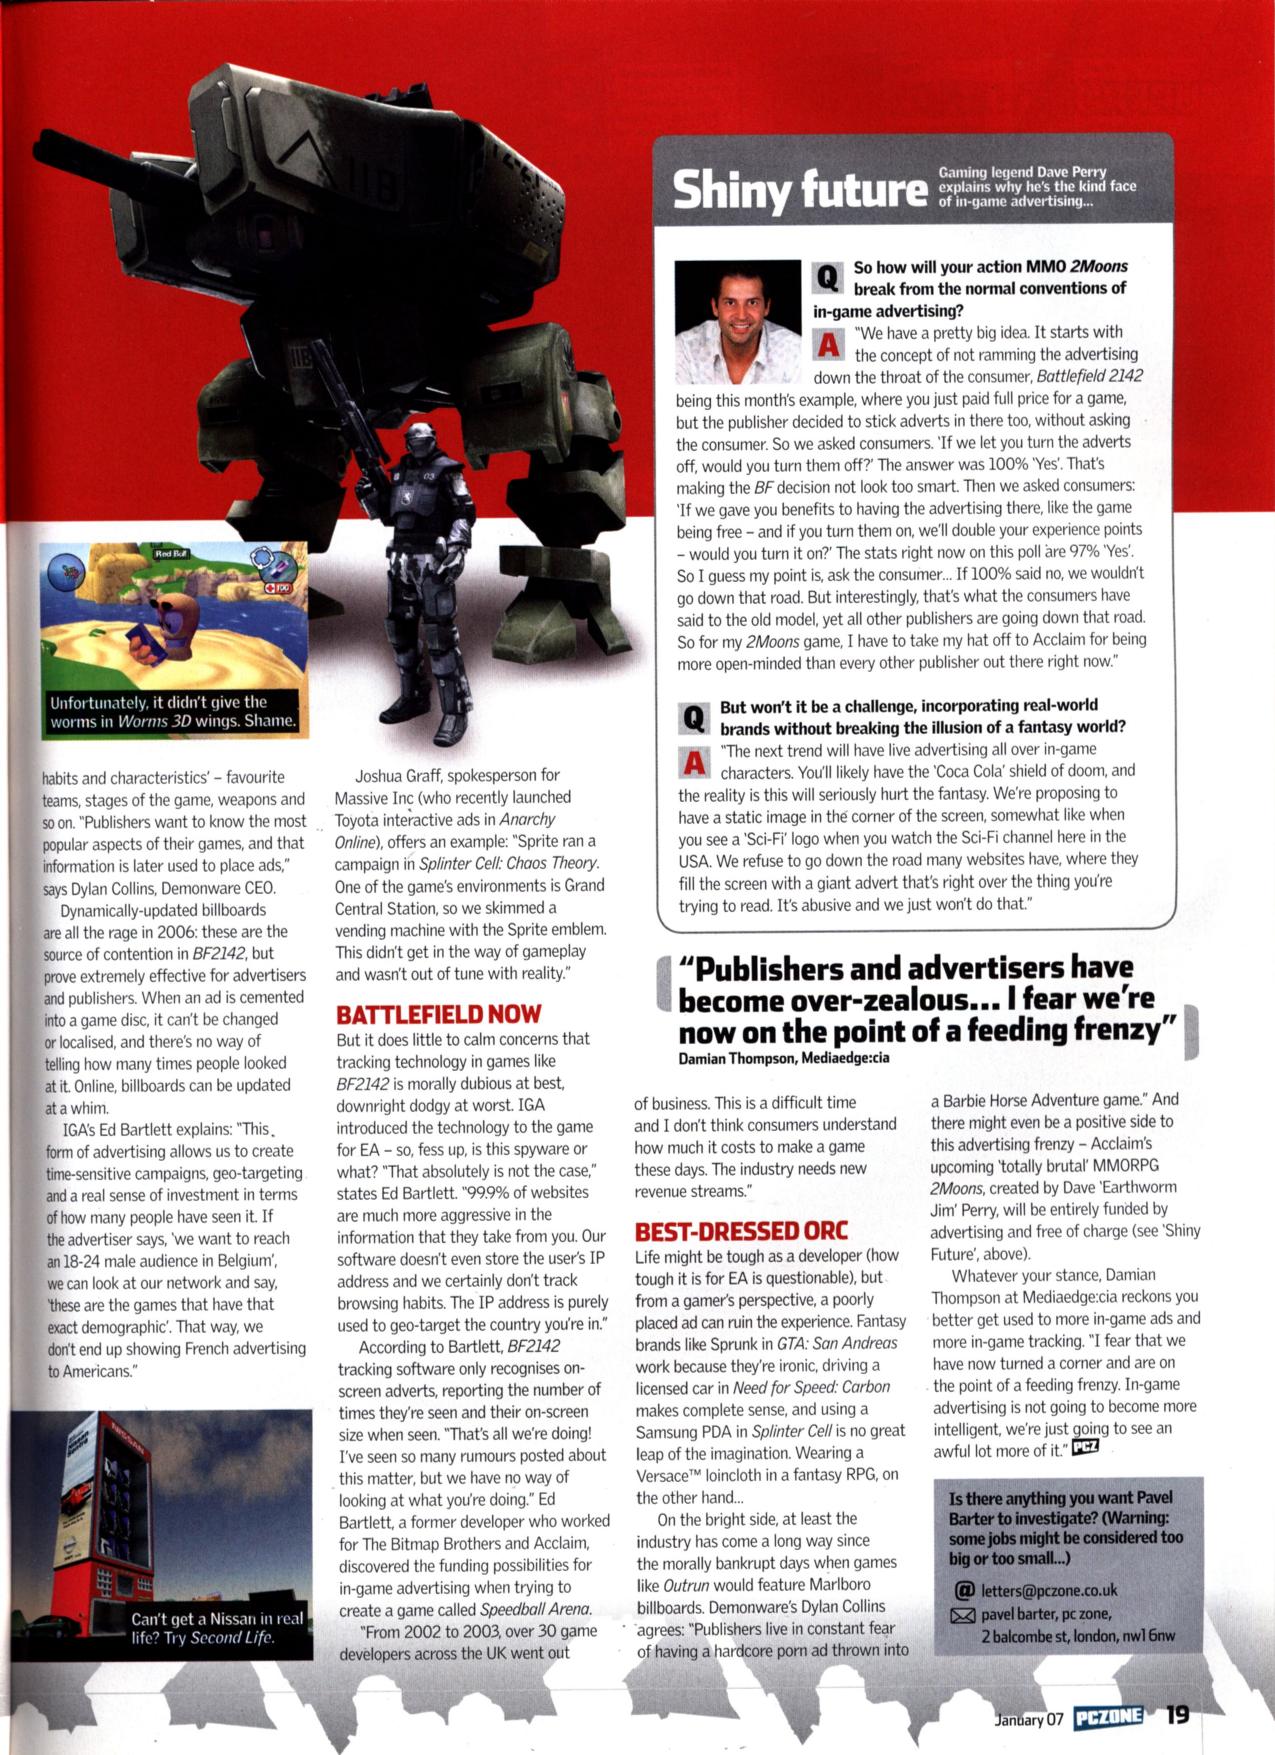 118
118
03
Red Bull
100
Unfortunately, it didn't give the
worms in Worms 3D wings. Shame.
habits and characteristics' – favourite
teams, stages of the game, weapons and
so on. "Publishers want to know the most
popular aspects of their games, and that
information is later used to place ads,"
says Dylan Collins, Demonware CEO.
Dynamically-updated billboards
are all the rage in 2006: these are the
source of contention in BF2142, but
prove extremely effective for advertisers
and publishers. When an ad is cemented
into a game disc, it can't be changed
or localised, and there's no way of
telling how many times people looked
at it. Online, billboards can be updated
at a whim.
IGA's Ed Bartlett explains: "This
form of advertising allows us to create
time-sensitive campaigns, geo-targeting
and a real sense of investment in terms
of how many people have seen it. If
the advertiser says, 'we want to reach
an 18-24 male audience in Belgium',
we can look at our network and say,
'these are the games that have that
exact demographic'. That way, we
don't end up showing French advertising
to Americans."
NISSAN
Can't get a Nissan in real
life? Try Second Life.
Joshua Graff, spokesperson for
Massive Inc (who recently launched
Toyota interactive ads in Anarchy
Online), offers an example: "Sprite ran a
campaign in Splinter Cell: Chaos Theory.
One of the game's environments is Grand
Central Station, so we skimmed a
vending machine with the Sprite emblem.
This didn't get in the way of gameplay
and wasn't out of tune with reality."
BATTLEFIELD NOW
But it does little to calm concerns that
tracking technology in games like
BF2142 is morally dubious at best,
downright dodgy at worst. IGA
introduced the technology to the game
for EA – so, fess up, is this spyware or
what? "That absolutely is not the case,"
states Ed Bartlett. "99.9% of websites
are much more aggressive in the
information that they take from you. Our
software doesn't even store the user's IP
address and we certainly don't track
browsing habits. The IP address is purely
used to geo-target the country you're in."
According to Bartlett, BF2142
tracking software only recognises on-
screen adverts, reporting the number of
times they're seen and their on-screen
size when seen. "That's all we're doing!
I've seen so many rumours posted about
this matter, but we have no way of
looking at what you're doing." Ed
Bartlett, a former developer who worked
for The Bitmap Brothers and Acclaim,
discovered the funding possibilities for
in-game advertising when trying to
create a game called Speedball Arena.
"From 2002 to 2003, over 30 game
developers across the UK went out
Shiny future
Gaming legend Dave Perry
explains why he's the kind face
of in-game advertising...
Q So how will your action MMO 2Moons
break from the normal conventions of
in-game advertising?
A "We have a pretty big idea. It starts with
the concept of not ramming the advertising
down the throat of the consumer, Battlefield 2142
being this month's example, where you just paid full price for a game,
but the publisher decided to stick adverts in there too, without asking
the consumer. So we asked consumers. 'If we let you turn the adverts
off, would you turn them off?' The answer was 100% 'Yes'. That's
making the BF decision not look too smart. Then we asked consumers:
'If we gave you benefits to having the advertising there, like the game
being free – and if you turn them on, we'll double your experience points
– would you turn it on?' The stats right now on this poll are 97% 'Yes'.
So I guess my point is, ask the consumer... If 100% said no, we wouldn't
go down that road. But interestingly, that's what the consumers have
said to the old model, yet all other publishers are going down that road.
So for my 2Moons game, I have to take my hat off to Acclaim for being
more open-minded than every other publisher out there right now."
Q But won't it be a challenge, incorporating real-world
brands without breaking the illusion of a fantasy world?
A "The next trend will have live advertising all over in-game
characters. You'll likely have the 'Coca Cola' shield of doom, and
the reality is this will seriously hurt the fantasy. We're proposing to
have a static image in the corner of the screen, somewhat like when
you see a 'Sci-Fi' logo when you watch the Sci-Fi channel here in the
USA. We refuse to go down the road many websites have, where they
fill the screen with a giant advert that's right over the thing you're
trying to read. It's abusive and we just won't do that."
"Publishers and advertisers have
become over-zealous... I fear we're
now on the point of a feeding frenzy"
Damian Thompson, Mediaedge:cia
of business. This is a difficult time
and I don't think consumers understand
how much it costs to make a game
these days. The industry needs new
revenue streams."
BEST-DRESSED ORC
Life might be tough as a developer (how
tough it is for EA is questionable), but
from a gamer's perspective, a poorly
placed ad can ruin the experience. Fantasy
brands like Sprunk in GTA: San Andreas
work because they're ironic, driving a
licensed car in Need for Speed: Carbon
makes complete sense, and using a
Samsung PDA in Splinter Cell is no great
leap of the imagination. Wearing a
Versace™ loincloth in a fantasy RPG, on
the other hand...
On the bright side, at least the
industry has come a long way since
the morally bankrupt days when games
like Outrun would feature Marlboro
billboards. Demonware's Dylan Collins
agrees: "Publishers live in constant fear
of having a hardcore porn ad thrown into
a Barbie Horse Adventure game." And
there might even be a positive side to
this advertising frenzy – Acclaim's
upcoming 'totally brutal' MMORPG
2Moons, created by Dave 'Earthworm
Jim' Perry, will be entirely funded by
advertising and free of charge (see 'Shiny
Future', above).
Whatever your stance, Damian
Thompson at Mediaedge:cia reckons you
better get used to more in-game ads and
more in-game tracking. "I fear that we
have now turned a corner and are on
the point of a feeding frenzy. In-game
advertising is not going to become more
intelligent, we're just going to see an
awful lot more of it." PCZ
Is there anything you want Pavel
Barter to investigate? (Warning:
some jobs might be considered too
big or too small...)
@ letters@pczone.co.uk
pavel barter, pc zone,
2 balcombe st, london, nw1 6nw
January 07 PCZONE 19